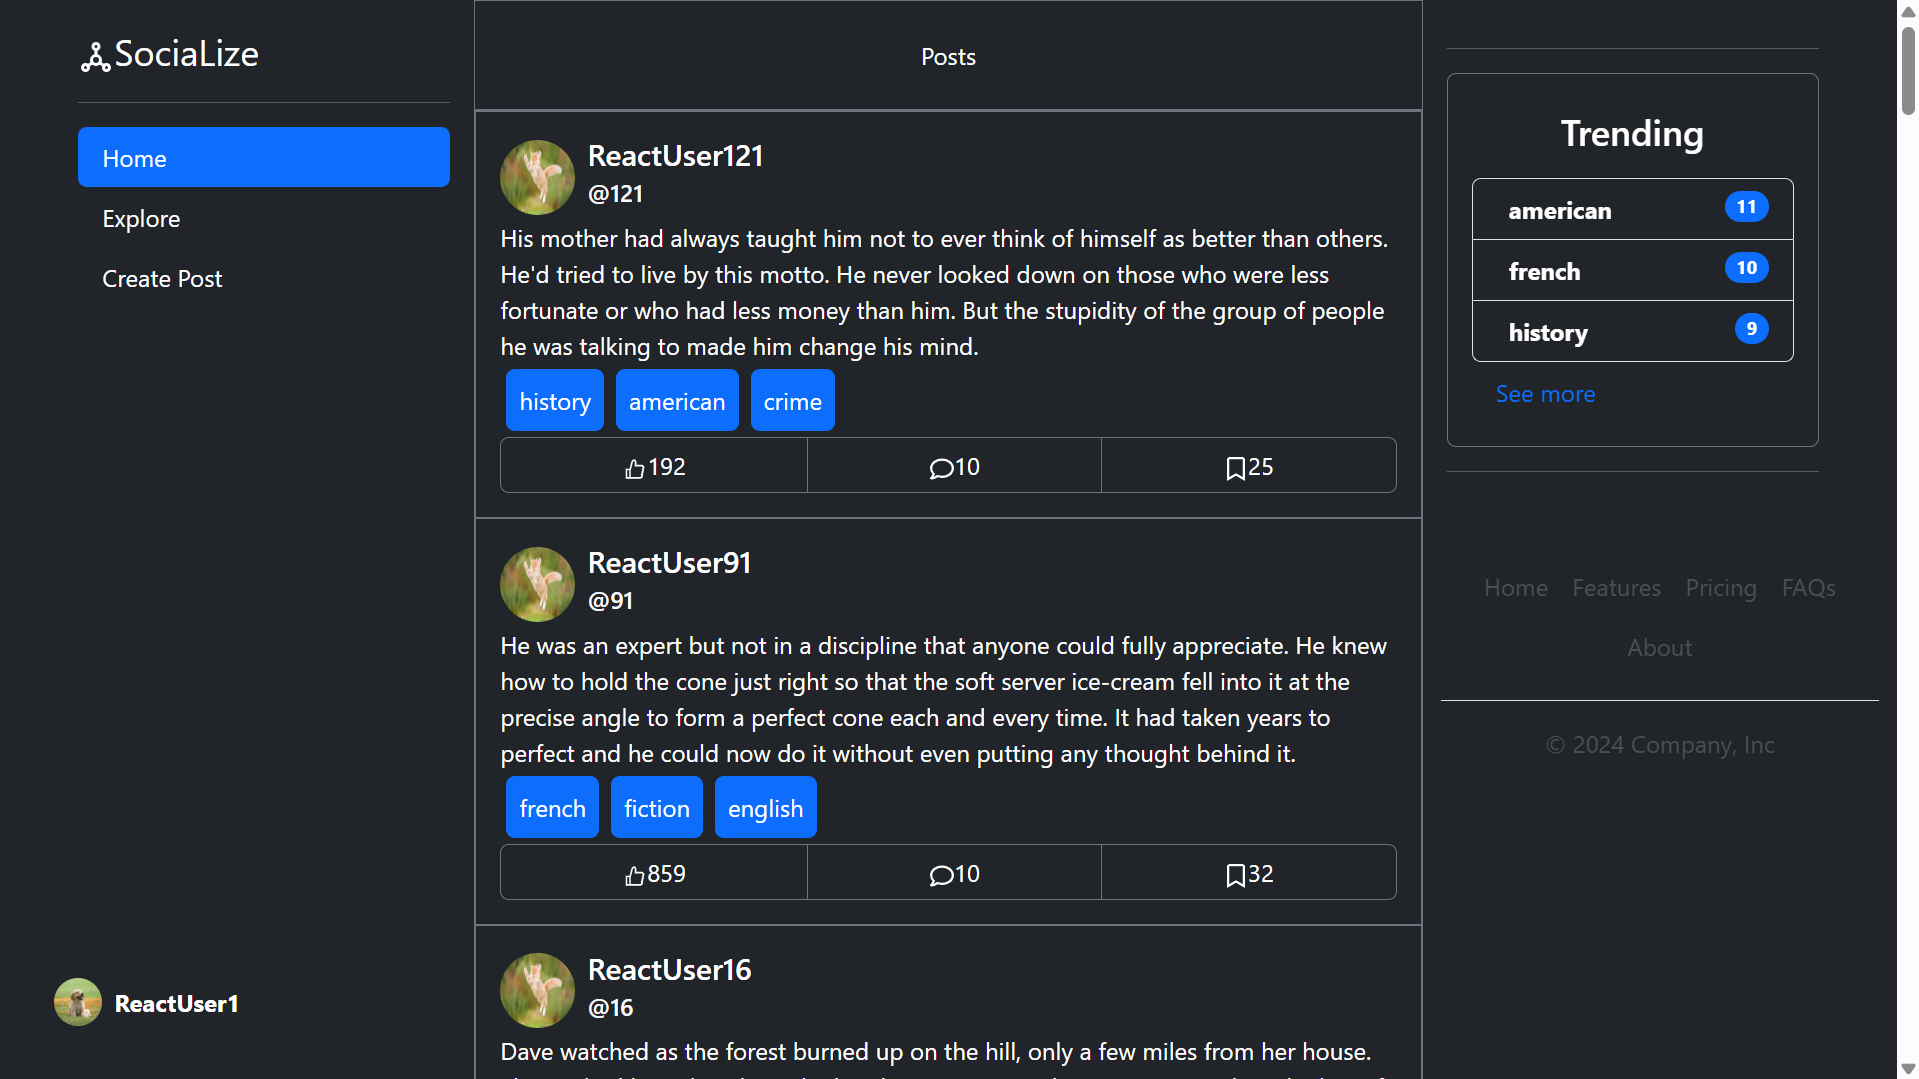 SociaLize
Home
Explore
Create Post
ReactUser1
Posts
ReactUser121
@121
His mother had always taught him not to ever think of himself as better than others.
He'd tried to live by this motto. He never looked down on those who were less
fortunate or who had less money than him. But the stupidity of the group of people
he was talking to made him change his mind.
history american crime
192 10 25
ReactUser91
@91
He was an expert but not in a discipline that anyone could fully appreciate. He knew
how to hold the cone just right so that the soft server ice-cream fell into it at the
precise angle to form a perfect cone each and every time. It had taken years to
perfect and he could now do it without even putting any thought behind it.
french fiction english
859 10 32
ReactUser16
@16
Dave watched as the forest burned up on the hill, only a few miles from her house.
Trending
american 11
french 10
history 9
See more
Home Features Pricing FAQs
About
© 2024 Company, Inc